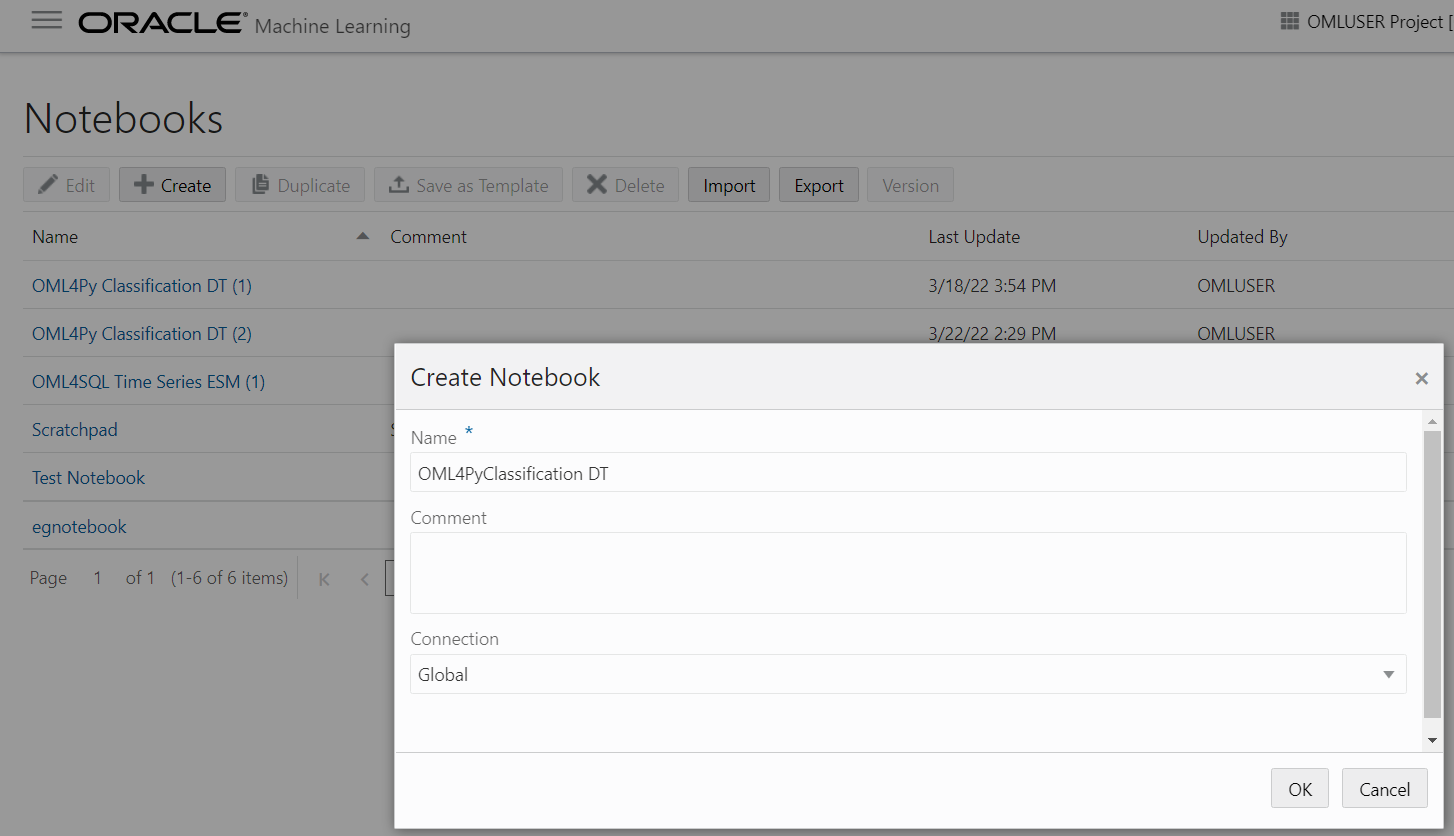 ORACLE® Machine Learning OMLUSER Project [
Notebooks
Edit Create Duplicate Save as Template Delete Import Export Version
Name Comment Last Update Updated By
OML4Py Classification DT (1) 3/18/22 3:54 PM OMLUSER
OML4Py Classification DT (2) 3/22/22 2:29 PM OMLUSER
OML4SQL Time Series ESM (1)
Scratchpad
Test Notebook
egnotebook
Page 1 of 1 (1-6 of 6 items)
Create Notebook
Name *
OML4PyClassification DT
Comment
Connection
Global
OK Cancel